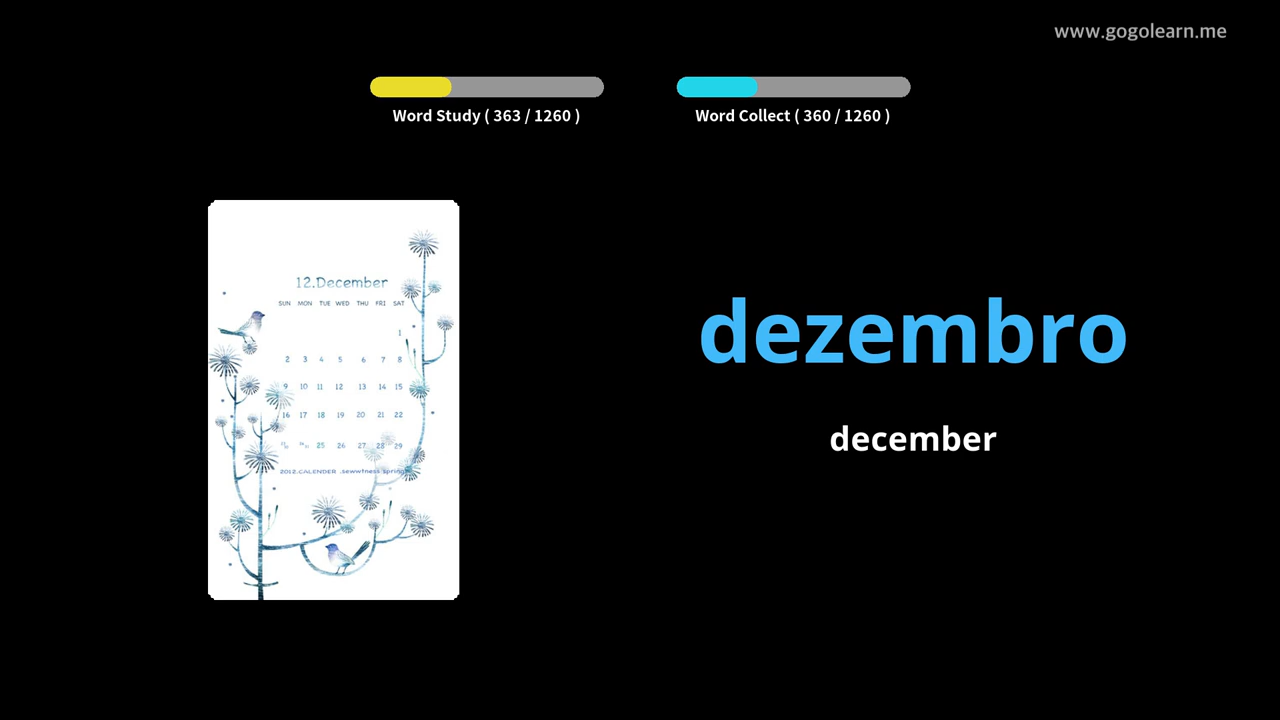 www.gogolearn.me
Word Study ( 363 / 1260 )
Word Collect ( 360 / 1260 )
12.December
SUN MON TUE WED THU FRI SAT
1
2 3 4 5 6 7 8
9 10 11 12 13 14 15
16 17 18 19 20 21 22
25 26 27 28 29
2012.CALENDER
dezembro
december